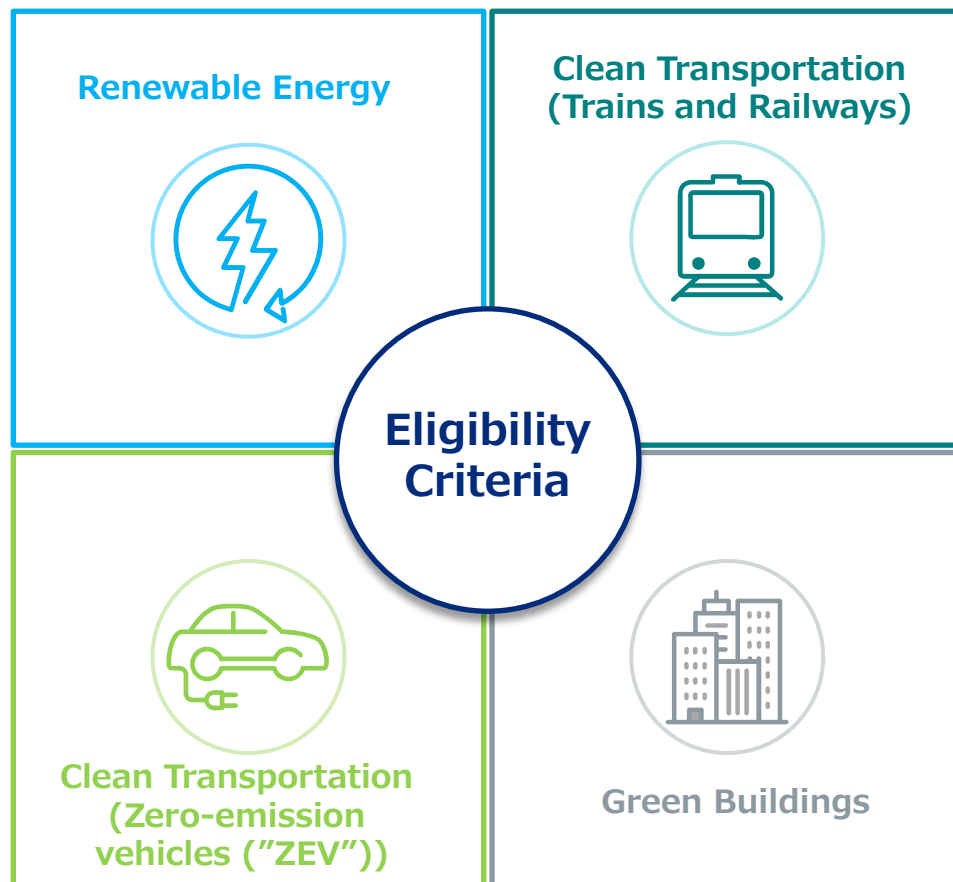 Renewable Energy
Clean Transportation
(Trains and Railways)
Eligibility
Criteria
Clean Transportation
(Zero-emission
vehicles (”ZEV”))
Green Buildings